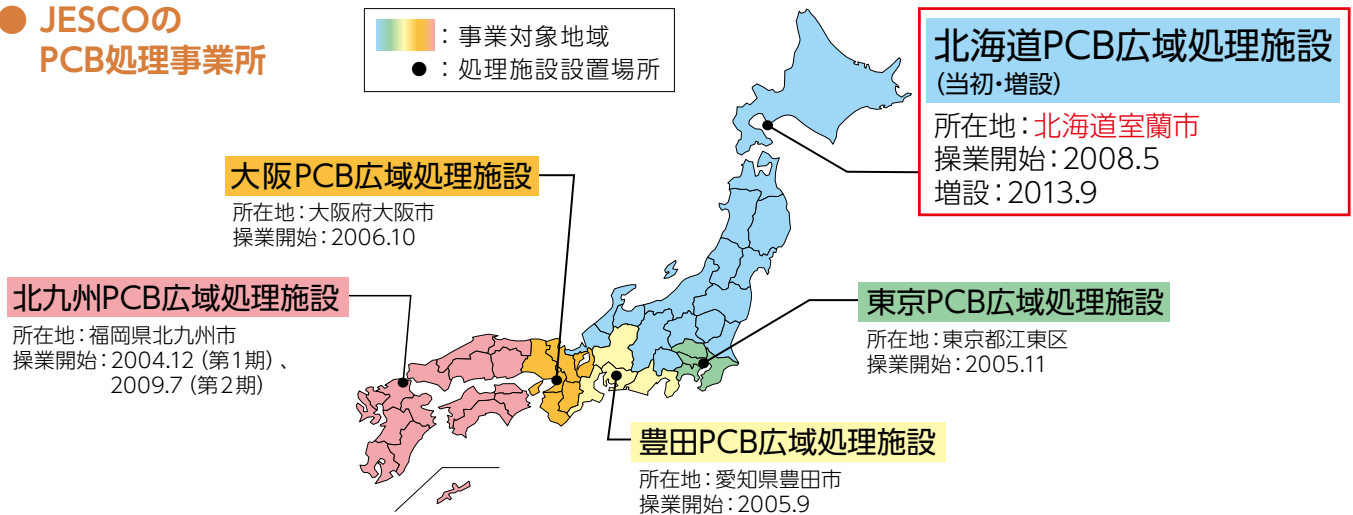 ● JESCOの
PCB処理事業所
：事業対象地域
●：処理施設設置場所
北海道PCB広域処理施設
(当初・増設)
所在地：北海道室蘭市
操業開始：2008.5
増設：2013.9
大阪PCB広域処理施設
所在地：大阪府大阪市
操業開始：2006.10
北九州PCB広域処理施設
所在地：福岡県北九州市
操業開始：2004.12 (第1期) 、
2009.7 (第2期)
東京PCB広域処理施設
所在地：東京都江東区
操業開始：2005.11
豊田PCB広域処理施設
所在地：愛知県豊田市
操業開始：2005.9